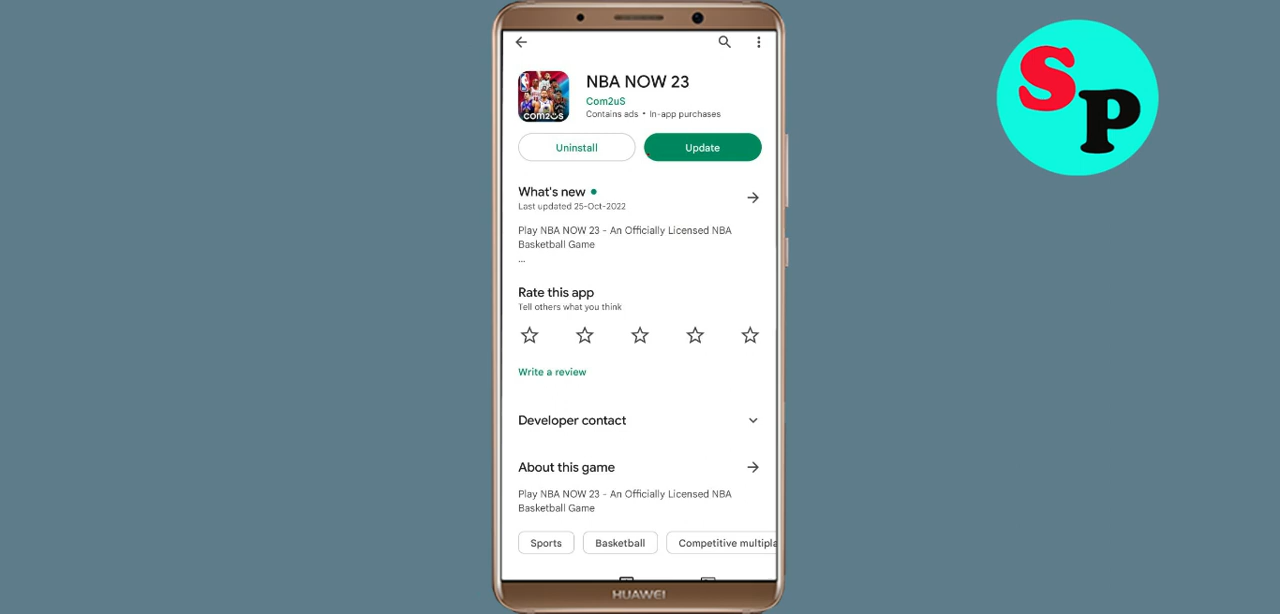 NBA NOW 23
Com2uS
Contains ads • In-app purchases
com2us
Uninstall
Update
What's new
Last updated 25-Oct-2022
Play NBA NOW 23 - An Officially Licensed NBA
Basketball Game
...
Rate this app
Tell others what you think
Write a review
Developer contact
About this game
Play NBA NOW 23 - An Officially Licensed NBA
Basketball Game
Sports
Basketball
Competitive multipla
HUAWEI
SP